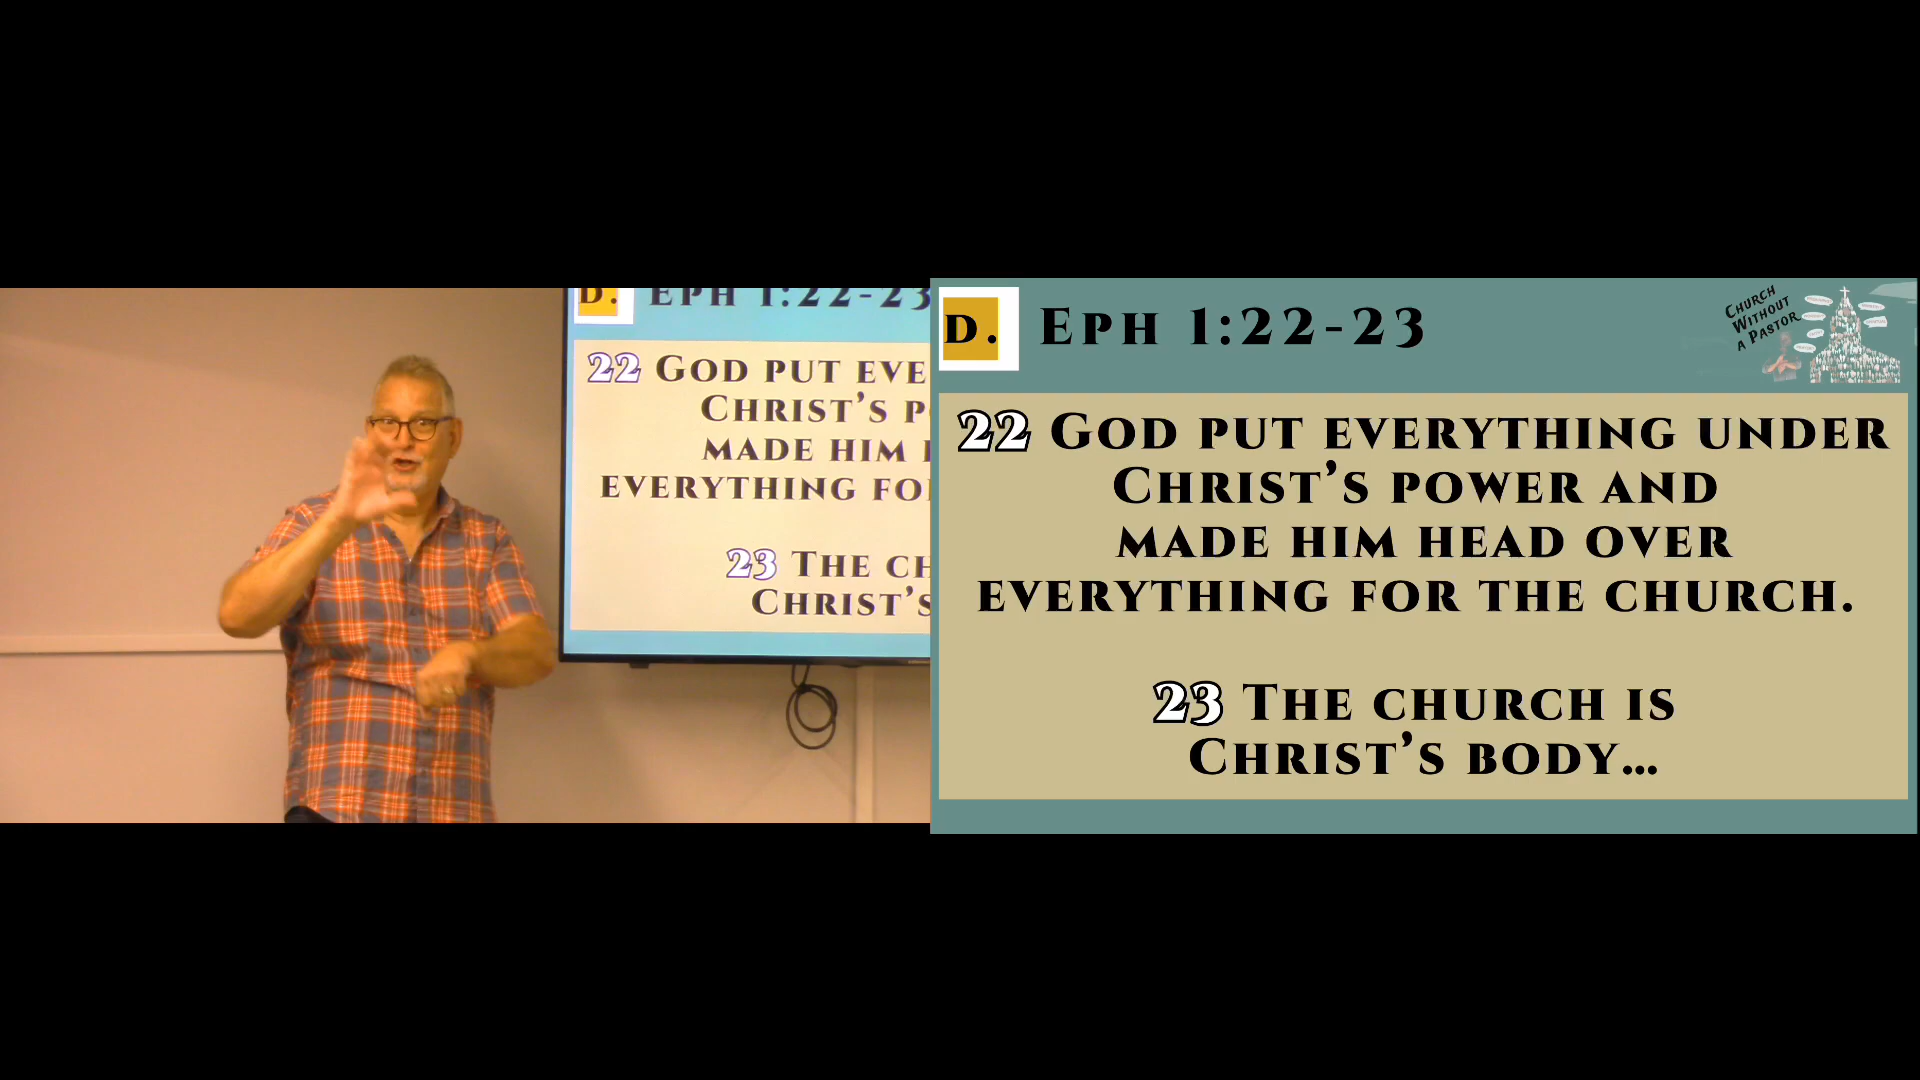 D. EPH 1:22-23
22 GOD PUT EVE
CHRIST'S P
MADE HIM
EVERYTHING FO
23 THE CH
CHRIST'S
D. EPH 1:22-23
CHURCH
WITHOUT
A PASTOR
22 GOD PUT EVERYTHING UNDER
CHRIST'S POWER AND
MADE HIM HEAD OVER
EVERYTHING FOR THE CHURCH.
23 THE CHURCH IS
CHRIST'S BODY...